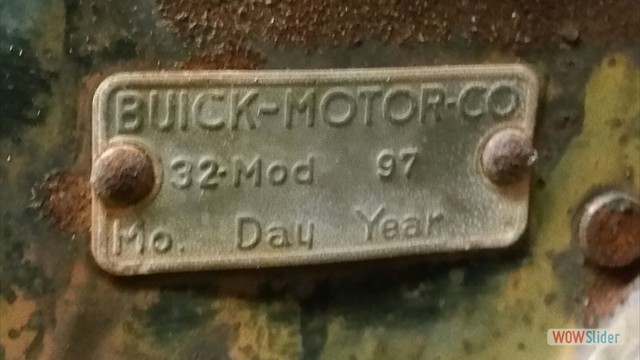 BUICK-MOTOR-CO
32-Mod 97
Mo. Day Year
WOWSlider